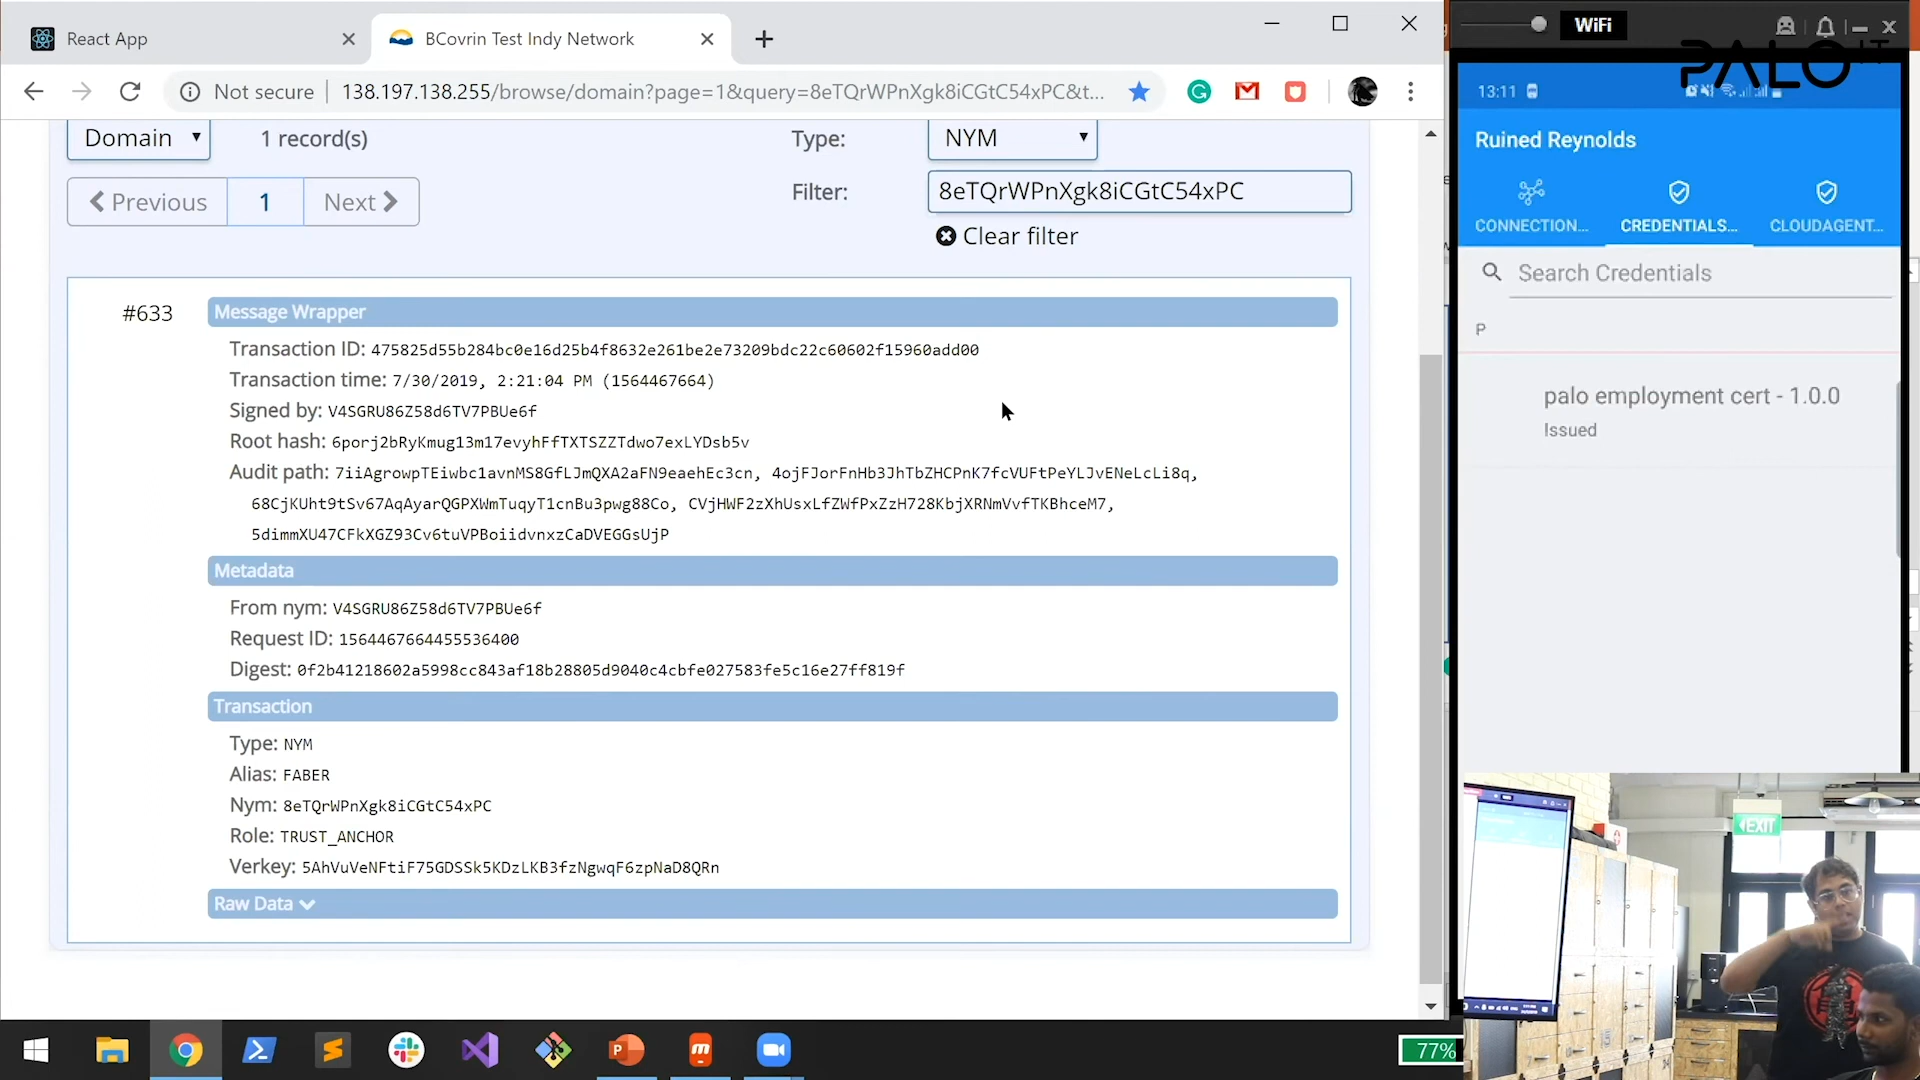 React App
BCovrin Test Indy Network
Not secure
138.197.138.255/browse/domain?page=1&query=8eTQrWPnXgk8iCGtC54xPC&t...
Domain
1 record(s)
Type:
NYM
Previous
1
Next
Filter:
8eTQrWPnXgk8iCGtC54xPC
Clear filter
#633
Message Wrapper
Transaction ID: 475825d55b284bc0e16d25b4f8632e261be2e73209bdc22c60602f15960add00
Transaction time: 7/30/2019, 2:21:04 PM (1564467664)
Signed by: V4SGRU86Z58d6TV7PBUe6f
Root hash: 6porj2bRyKmug13m17evyhFfTXTSZZTdwo7exLYDsb5v
Audit path: 7iiAgrowpTEiwbc1avnMS8GfLJmQXA2aFN9eaehEc3cn, 4ojFJorFnHb3JhTbZHCPnK7fcVUFtPeYLJvENeLcLi8q,
68CjKUht9tSv67AqAyarQGPXWmTuqyT1cnBu3pwg88Co, CVjHWF2zXhUsxLfZWfPxZzH728KbjXRNmVvfTKBhceM7,
5dimmXU47CFkXGZ93Cv6tuVPBoiidvnxzCaDVEGGsUjP
Metadata
From nym: V4SGRU86Z58d6TV7PBUe6f
Request ID: 1564467664455536400
Digest: 0f2b41218602a5998cc843af18b28805d9040c4cbfe027583fe5c16e27ff819f
Transaction
Type: NYM
Alias: FABER
Nym: 8eTQrWPnXgk8iCGtC54xPC
Role: TRUST_ANCHOR
Verkey: 5AhVuVeNFtiF75GDSSk5KDzLKB3fzNgwqF6zpNaD8QRn
Raw Data
77%
WiFi
PALO IT
13:11
Ruined Reynolds
CONNECTION...
CREDENTIALS...
CLOUDAGENT...
Search Credentials
P
palo employment cert - 1.0.0
Issued
EXIT